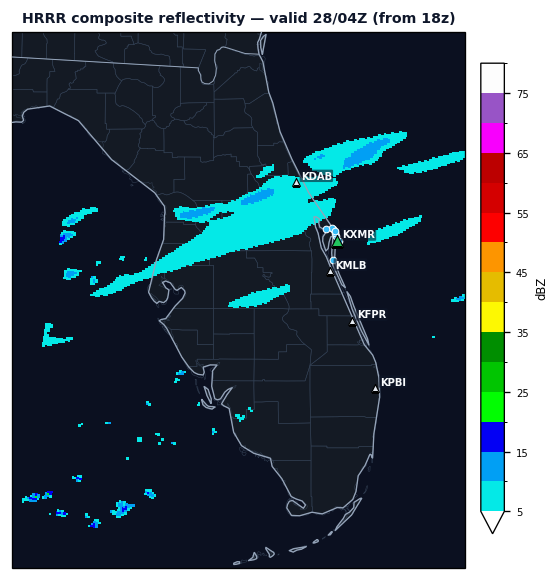 HRRR composite reflectivity — valid 28/04Z (from 18z)
KDAB
KXMR
KMLB
KFPR
KPBI
75
65
55
45
35
25
15
5
dBZ